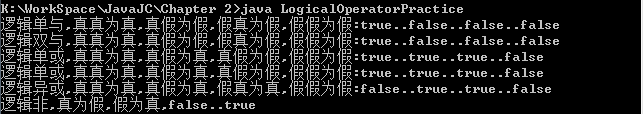 K:\WorkSpace\JavaJC\Chapter 2>java LogicalOperatorPractice
逻辑单与,真真为真,真假为假,假真为假,假假为假:true..false..false..false
逻辑双与,真真为真,真假为假,假真为假,假假为假:true..false..false..false
逻辑单或,真真为真,真假为真,真假为假,假假为假:true..true..true..false
逻辑单或,真真为真,真假为真,真假为假,假假为假:true..true..true..false
逻辑异或,真真为假,真假为真,假真为真,假假为假:false..true..true..false
逻辑非,真为假,假为真,false..true